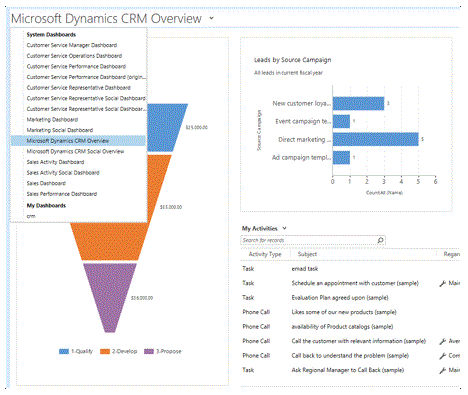 Microsoft Dynamics CRM Overview
System Dashboards
Customer Service Manager Dashboard
Customer Service Operations Dashboard
Customer Service Performance Dashboard
Customer Service Performance Dashboard (origin...
Customer Service Representative Dashboard
Customer Service Representative Social Dashboard
Customer Service Representative Social Dashboar...
Marketing Dashboard
Marketing Social Dashboard
Microsoft Dynamics CRM Overview
Microsoft Dynamics CRM Social Overview
Sales Activity Dashboard
Sales Activity Social Dashboard
Sales Dashboard
Sales Performance Dashboard
My Dashboards
crm
$25,000.00
1-Qualify
2-Develop
3-Propose
Leads by Source Campaign
All leads in current fiscal year
Source Campaign
New customer loya...
3
Event campaign te...
1
Direct marketing ...
5
Ad campaign templ...
1
0 1 2 3 4 5 6
CountAll (Name)
My Activities
Search for records
Activity Type Subject Regar
Task emad task
Task Schedule an appointment with customer (sample) Main
Task Evaluation Plan agreed upon (sample)
Phone Call Likes some of our new products (sample)
Phone Call availability of Product catalogs (sample)
Phone Call Call the customer with relevant information (sample) Aver
Phone Call Call back to understand the problem (sample) Com
Task Ask Regional Manager to Call Back (sample) Main